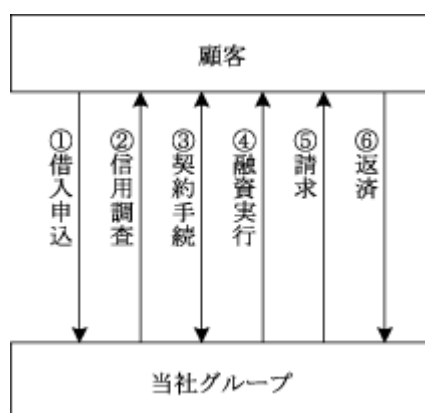 顧客
①借入申込
②信用調査
③契約手続
④融資実行
⑤請求
⑥返済
当社グループ